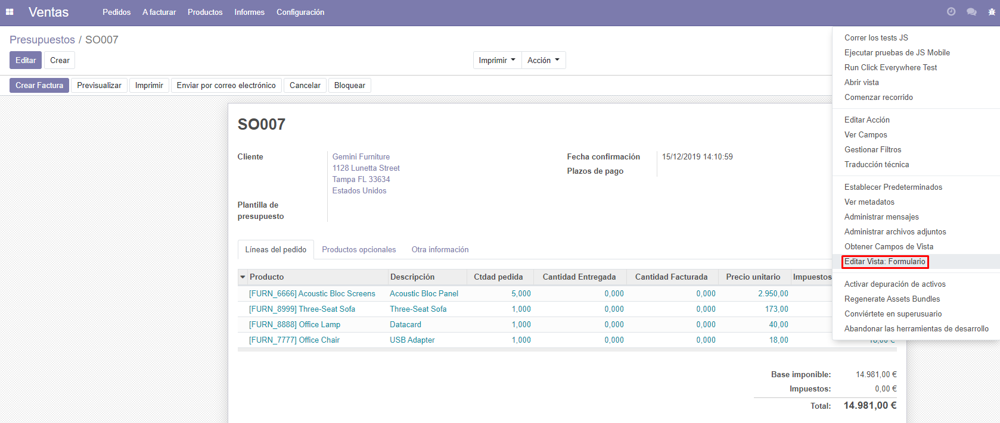 Ventas Pedidos A facturar Productos Informes Configuración
Presupuestos / SO007
Editar Crear Imprimir Acción
Crear Factura Previsualizar Imprimir Enviar por correo electrónico Cancelar Bloquear
SO007
Cliente
Gemini Furniture
1128 Lunetta Street
Tampa FL 33634
Estados Unidos
Plantilla de
presupuesto
Fecha confirmación 15/12/2019 14:10:59
Plazos de pago
Líneas del pedido Productos opcionales Otra información
Producto Descripción Ctdad pedida Cantidad Entregada Cantidad Facturada Precio unitario Impuestos
[FURN_6666] Acoustic Bloc Screens Acoustic Bloc Panel 5,000 0,000 0,000 2.950,00
[FURN_8999] Three-Seat Sofa Three-Seat Sofa 1,000 0,000 0,000 173,00
[FURN_8888] Office Lamp Datacard 1,000 0,000 0,000 40,00
[FURN_7777] Office Chair USB Adapter 1,000 0,000 0,000 18,00
Base imponible: 14.981,00 €
Impuestos: 0,00 €
Total: 14.981,00 €
Correr los tests JS
Ejecutar pruebas de JS Mobile
Run Click Everywhere Test
Abrir vista
Comenzar recorrido
Editar Acción
Ver Campos
Gestionar Filtros
Traducción técnica
Establecer Predeterminados
Ver metadatos
Administrar mensajes
Administrar archivos adjuntos
Obtener Campos de Vista
Editar Vista: Formulario
Activar depuración de activos
Regenerate Assets Bundles
Conviértete en superusuario
Abandonar las herramientas de desarrollo